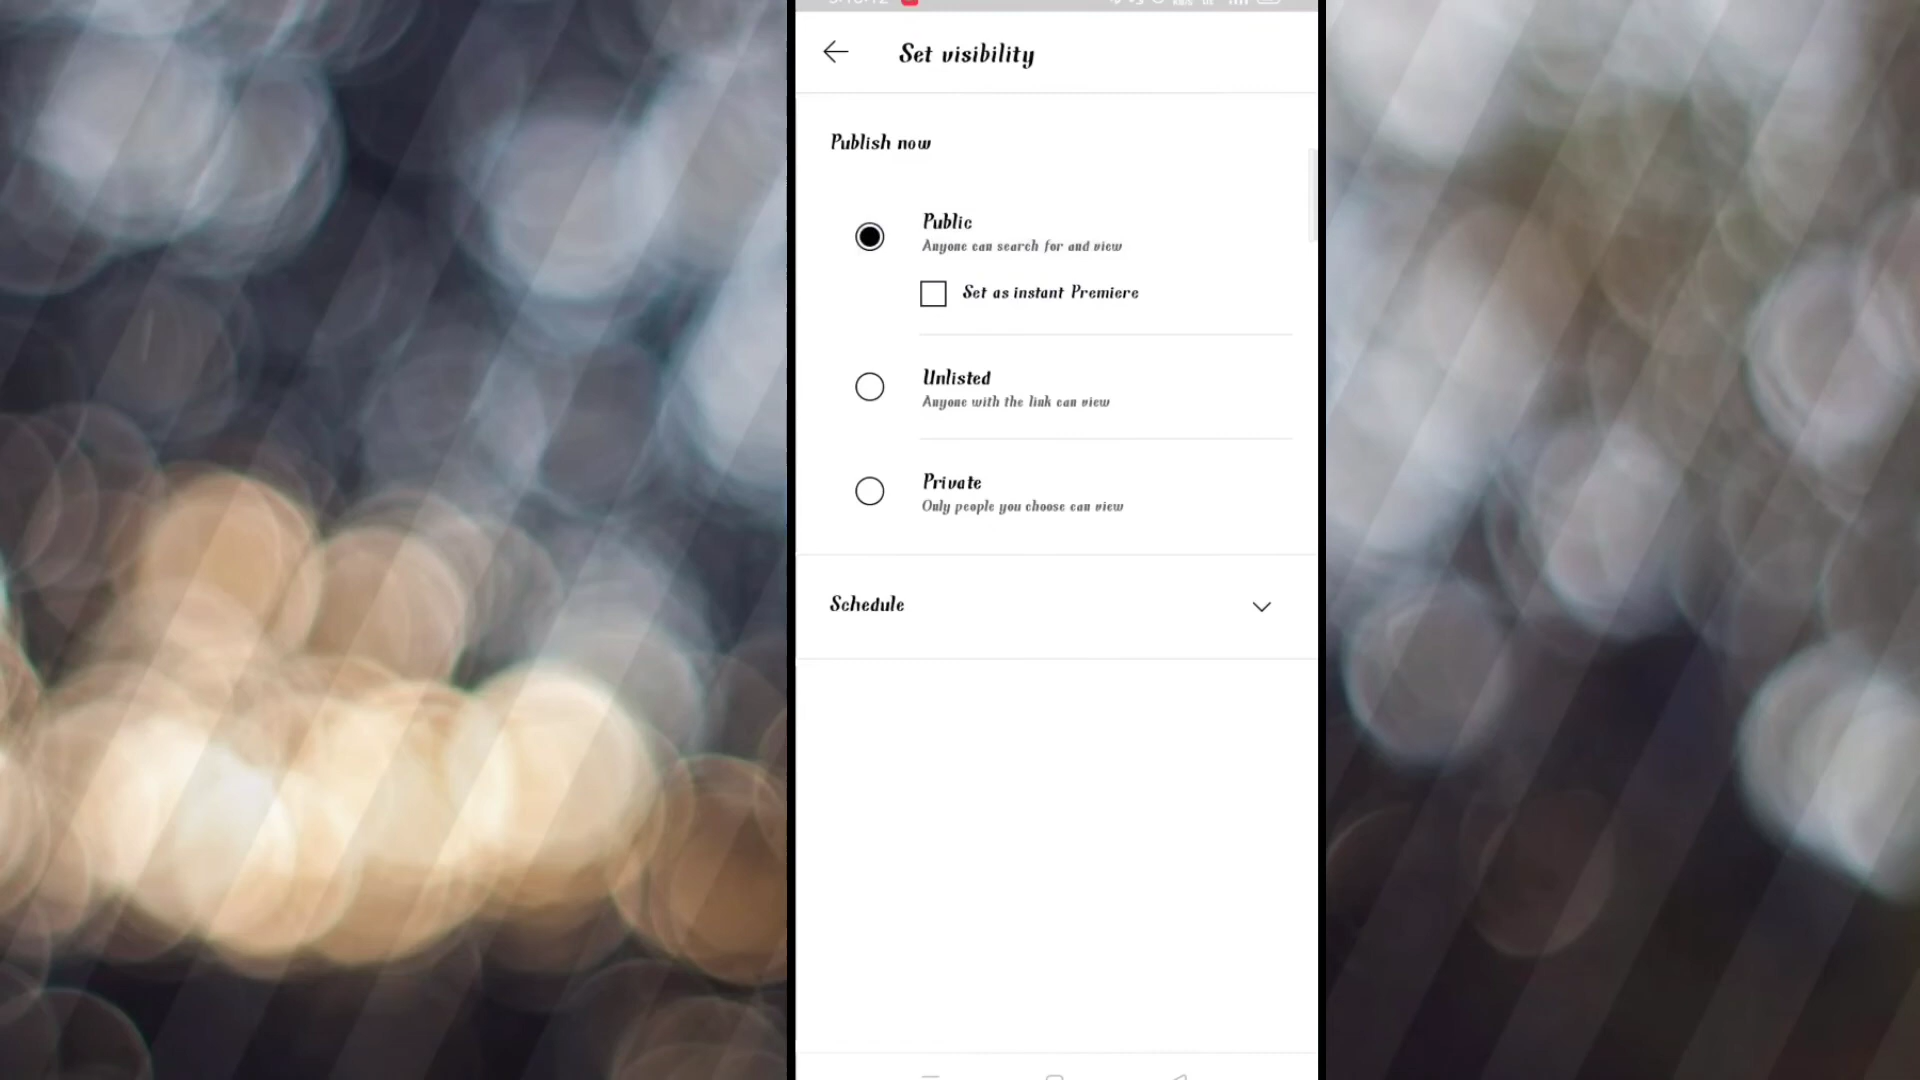 Set visibility
Publish now
Public
Anyone can search for and view
Set as instant Premiere
Unlisted
Anyone with the link can view
Private
Only people you choose can view
Schedule